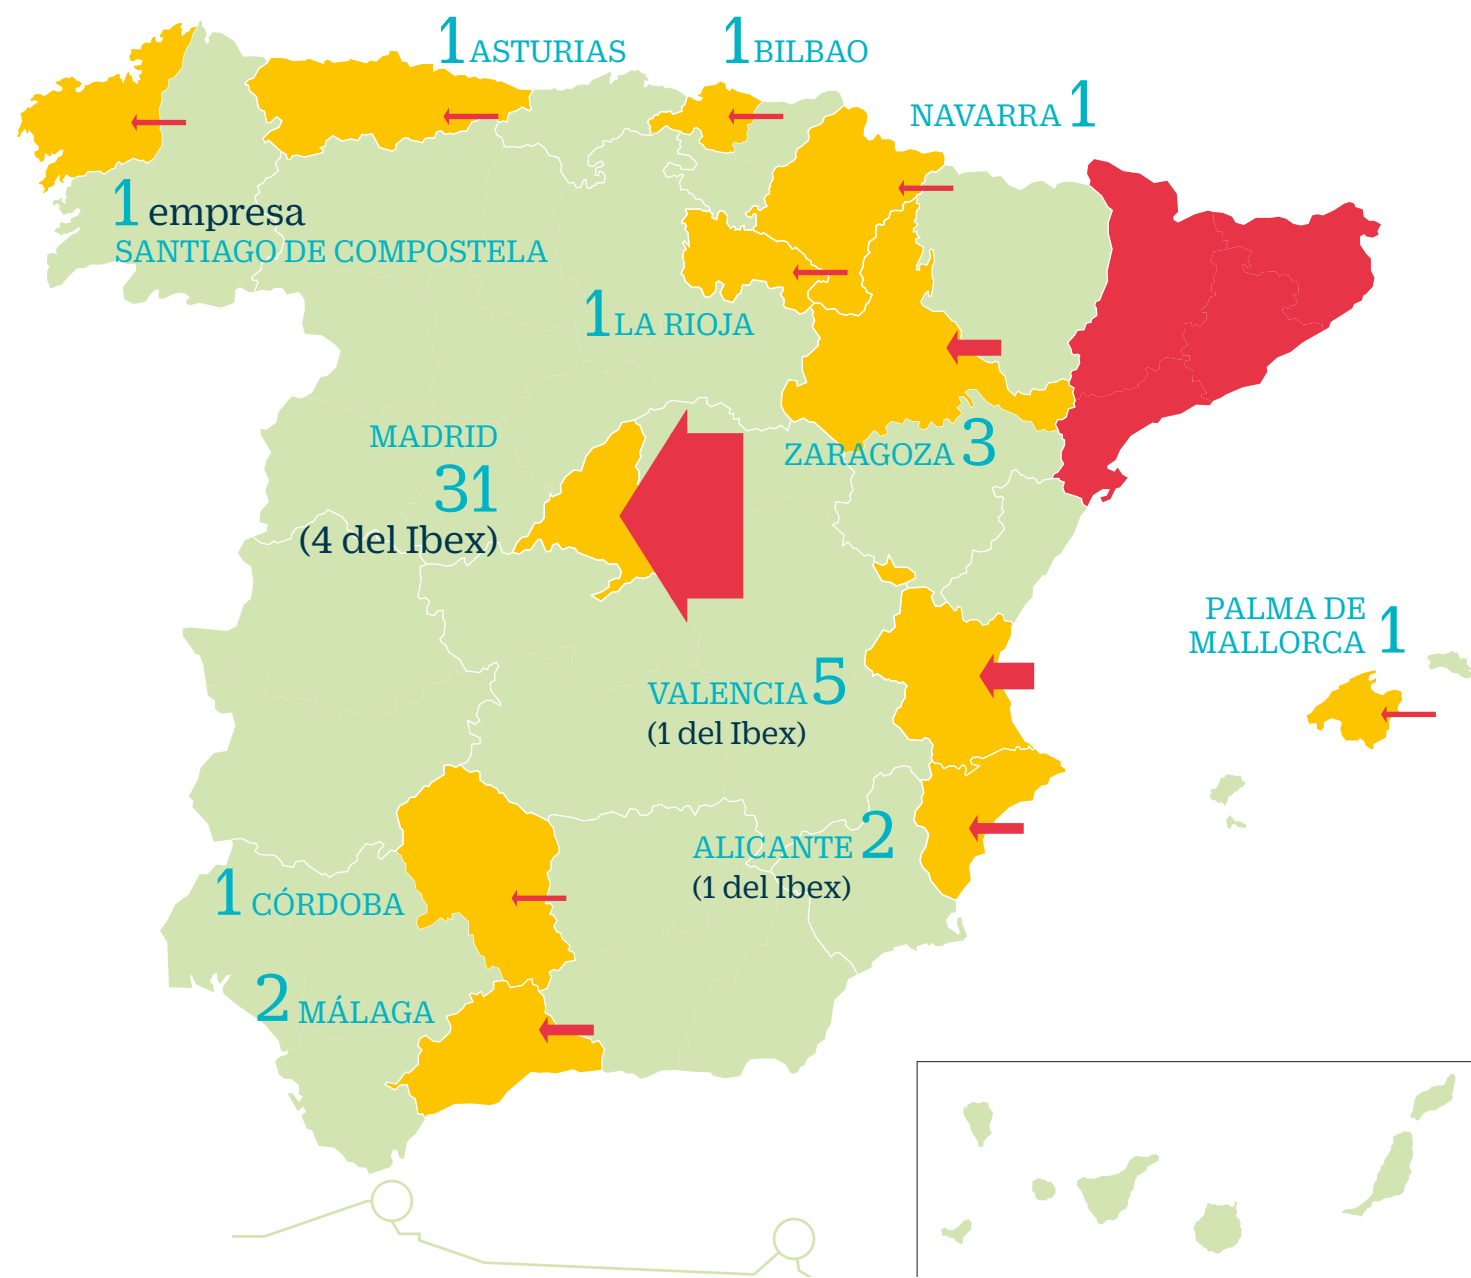 1 ASTURIAS
1 BILBAO
NAVARRA 1
1 empresa
SANTIAGO DE COMPOSTELA
1 LA RIOJA
MADRID
31
(4 del Ibex)
ZARAGOZA 3
PALMA DE
MALLORCA 1
VALENCIA 5
(1 del Ibex)
ALICANTE 2
(1 del Ibex)
1 CÓRDOBA
2 MÁLAGA